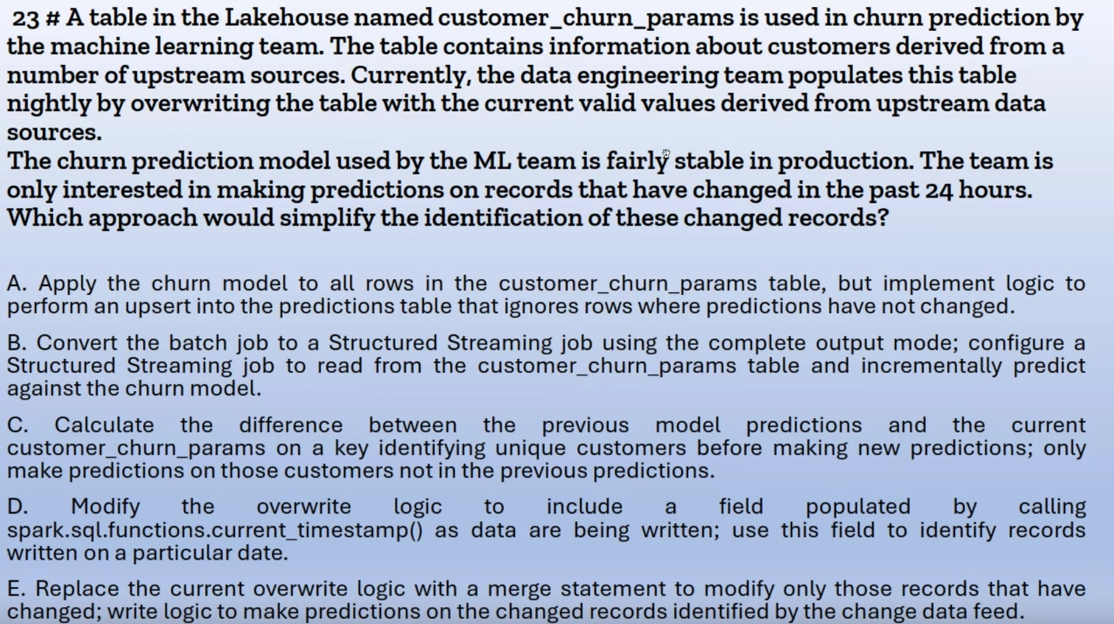 23 # A table in the Lakehouse named customer_churn_params is used in churn prediction by
the machine learning team. The table contains information about customers derived from a
number of upstream sources. Currently, the data engineering team populates this table
nightly by overwriting the table with the current valid values derived from upstream data
sources.
The churn prediction model used by the ML team is fairly stable in production. The team is
only interested in making predictions on records that have changed in the past 24 hours.
Which approach would simplify the identification of these changed records?
A. Apply the churn model to all rows in the customer_churn_params table, but implement logic to
perform an upsert into the predictions table that ignores rows where predictions have not changed.
B. Convert the batch job to a Structured Streaming job using the complete output mode; configure a
Structured Streaming job to read from the customer_churn_params table and incrementally predict
against the churn model.
C. Calculate the difference between the previous model predictions and the current
customer_churn_params on a key identifying unique customers before making new predictions; only
make predictions on those customers not in the previous predictions.
D. Modify the overwrite logic to include a field populated by calling
spark.sql.functions.current_timestamp() as data are being written; use this field to identify records
written on a particular date.
E. Replace the current overwrite logic with a merge statement to modify only those records that have
changed; write logic to make predictions on the changed records identified by the change data feed.